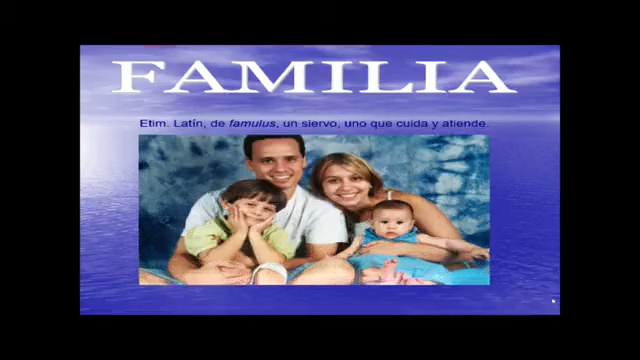 FAMILIA
Etim. Latín, de famulus, un siervo, uno que cuida y atiende.